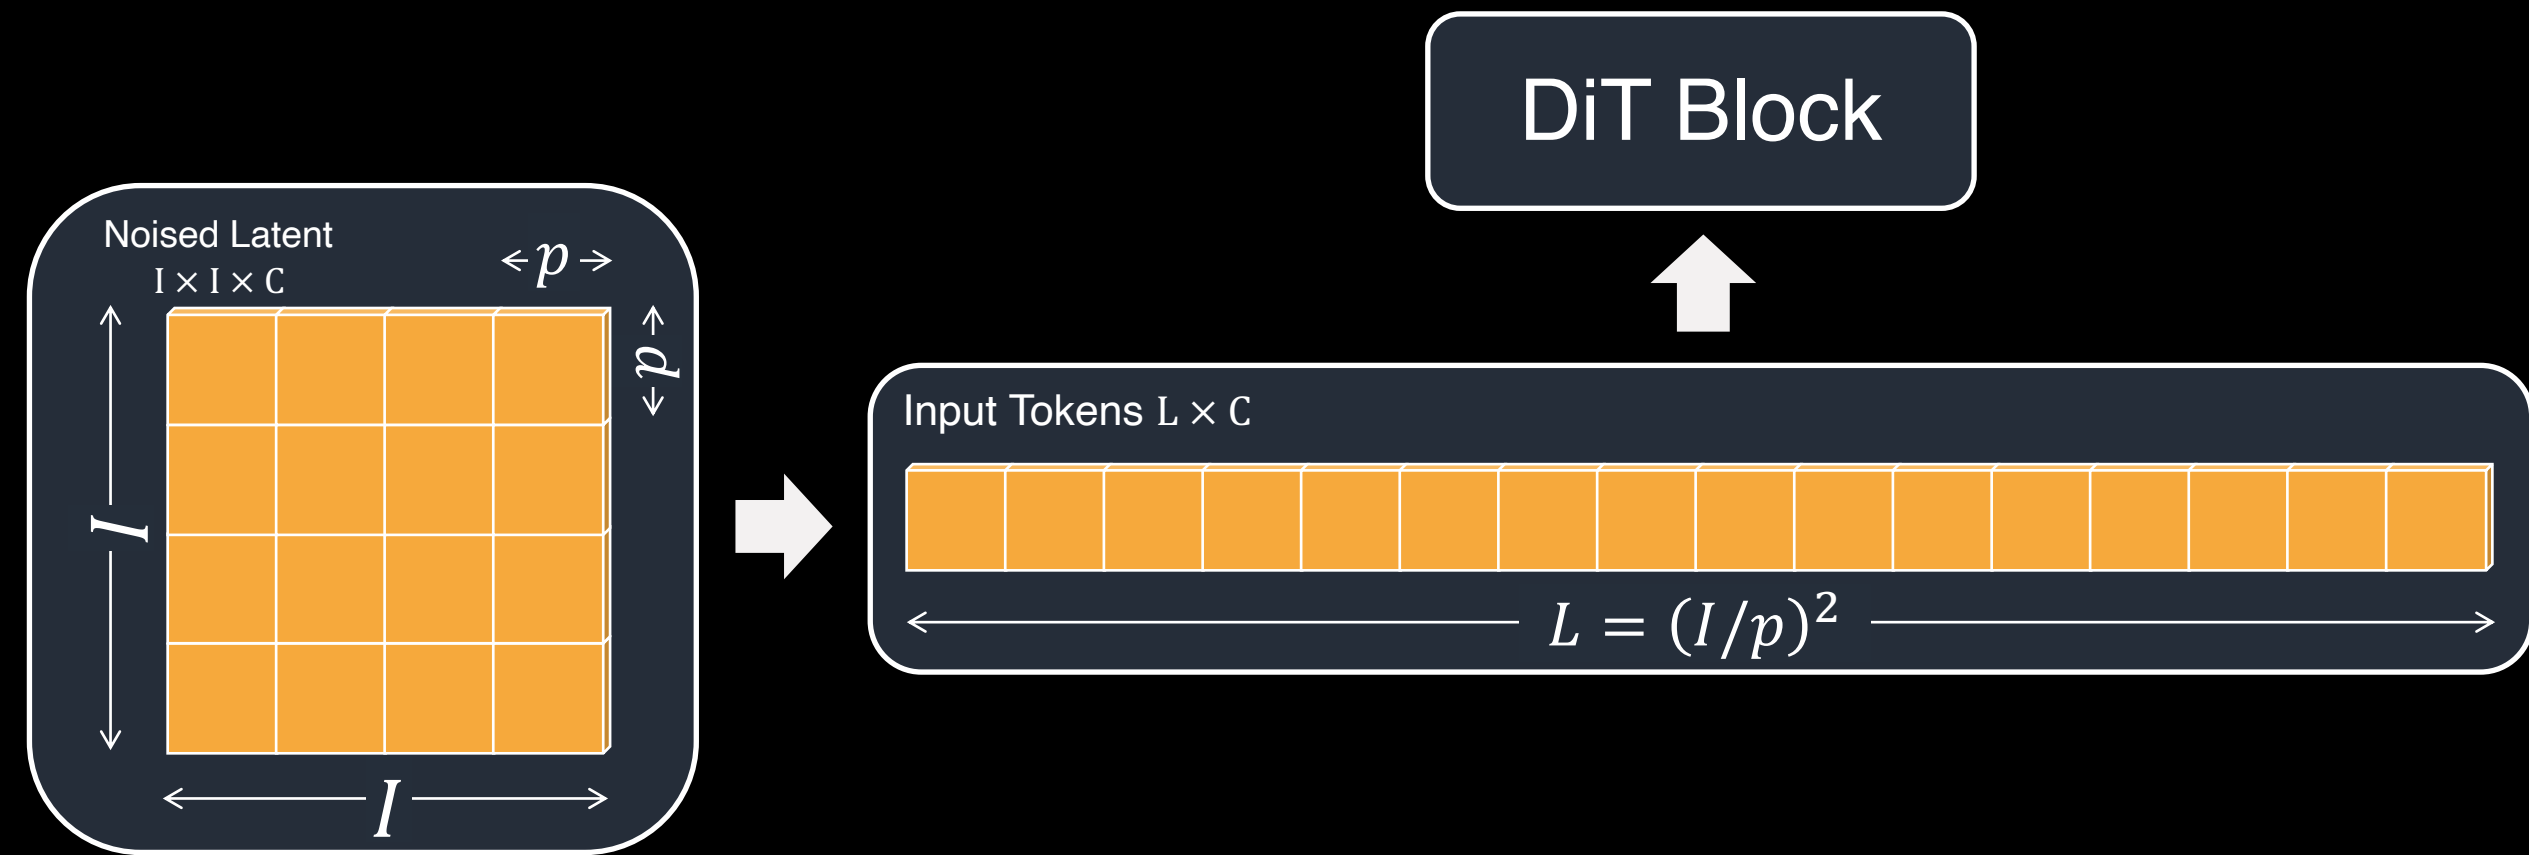 DiT Block
Noised Latent
I × I × C
p
p
I
I
Input Tokens L × C
L = (I/p)²